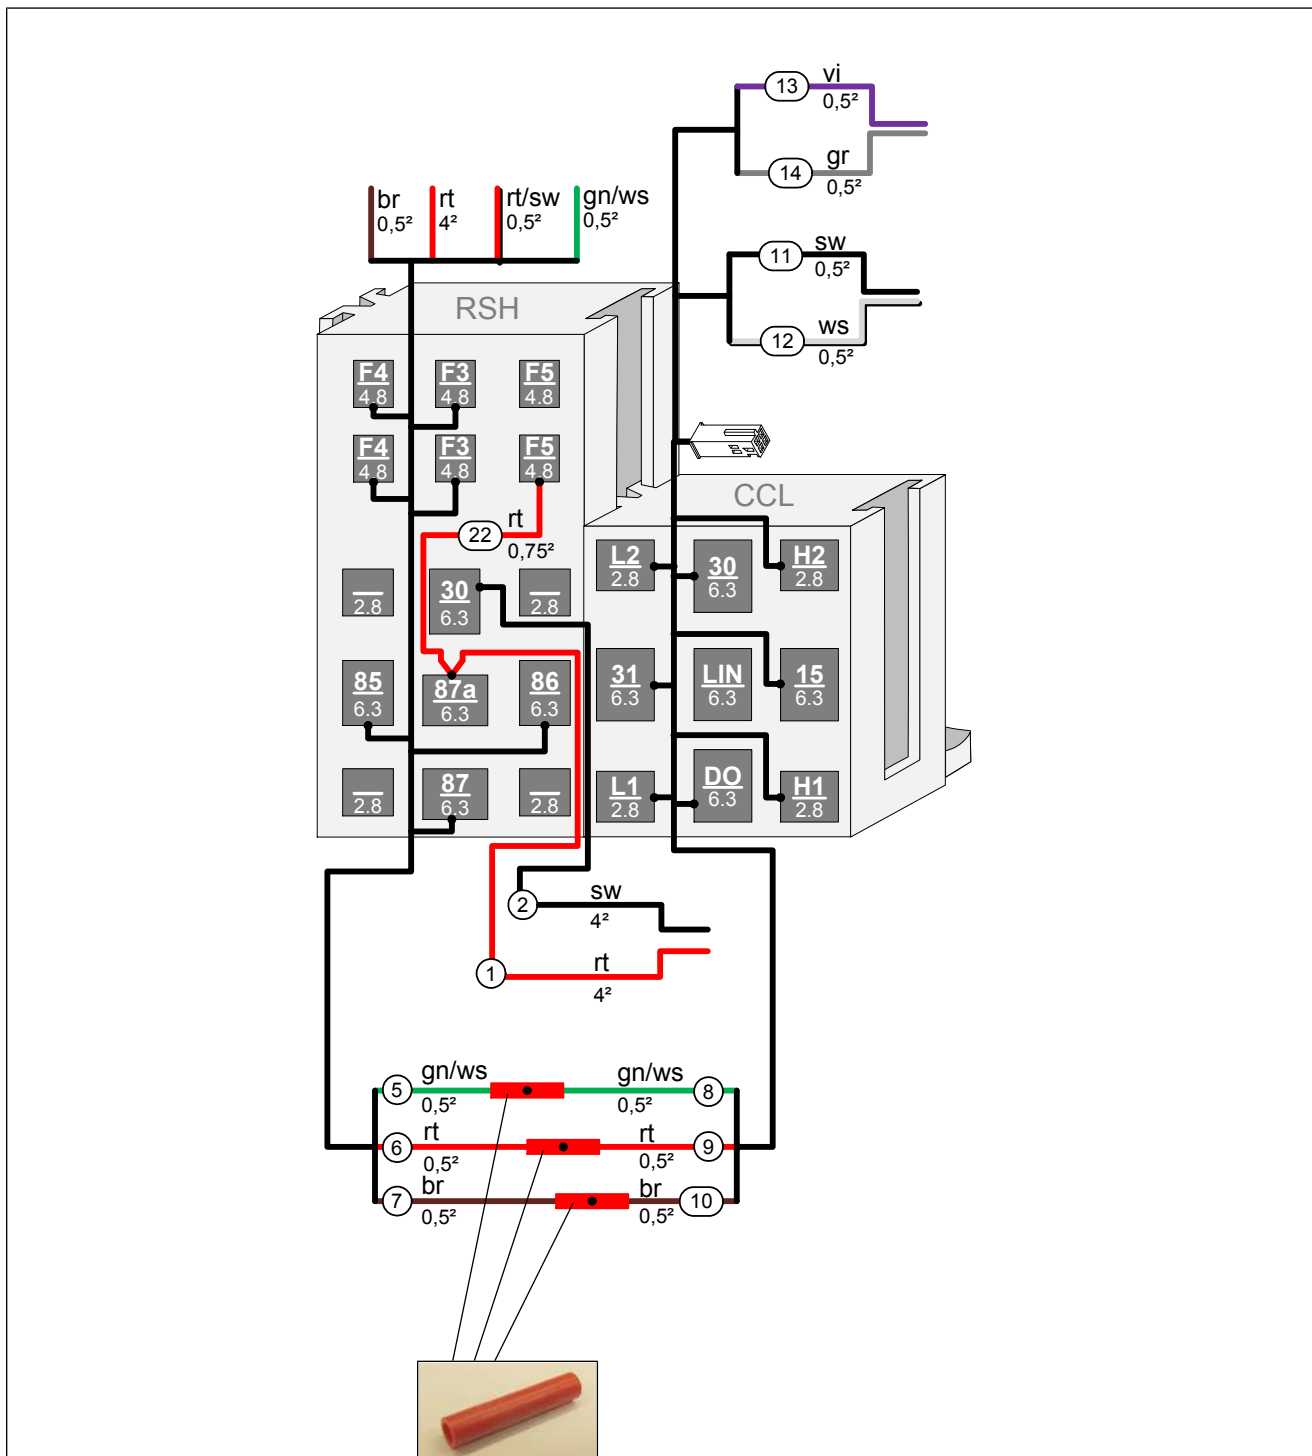 13 vi
0,5²
14 gr
0,5²
br
0,5²
rt
4²
rt/sw
0,5²
gn/ws
0,5²
11 sw
0,5²
12 ws
0,5²
RSH
F4
4.8
F3
4.8
F5
4.8
F4
4.8
F3
4.8
F5
4.8
22 rt
0,75²
2.8
30
6.3
2.8
85
6.3
87a
6.3
86
6.3
2.8
87
6.3
2.8
CCL
L2
2.8
30
6.3
H2
2.8
31
6.3
LIN
6.3
15
6.3
L1
2.8
DO
6.3
H1
2.8
2 sw
4²
1 rt
4²
5 gn/ws
0,5²
gn/ws 8
0,5²
6 rt
0,5²
rt 9
0,5²
7 br
0,5²
br 10
0,5²